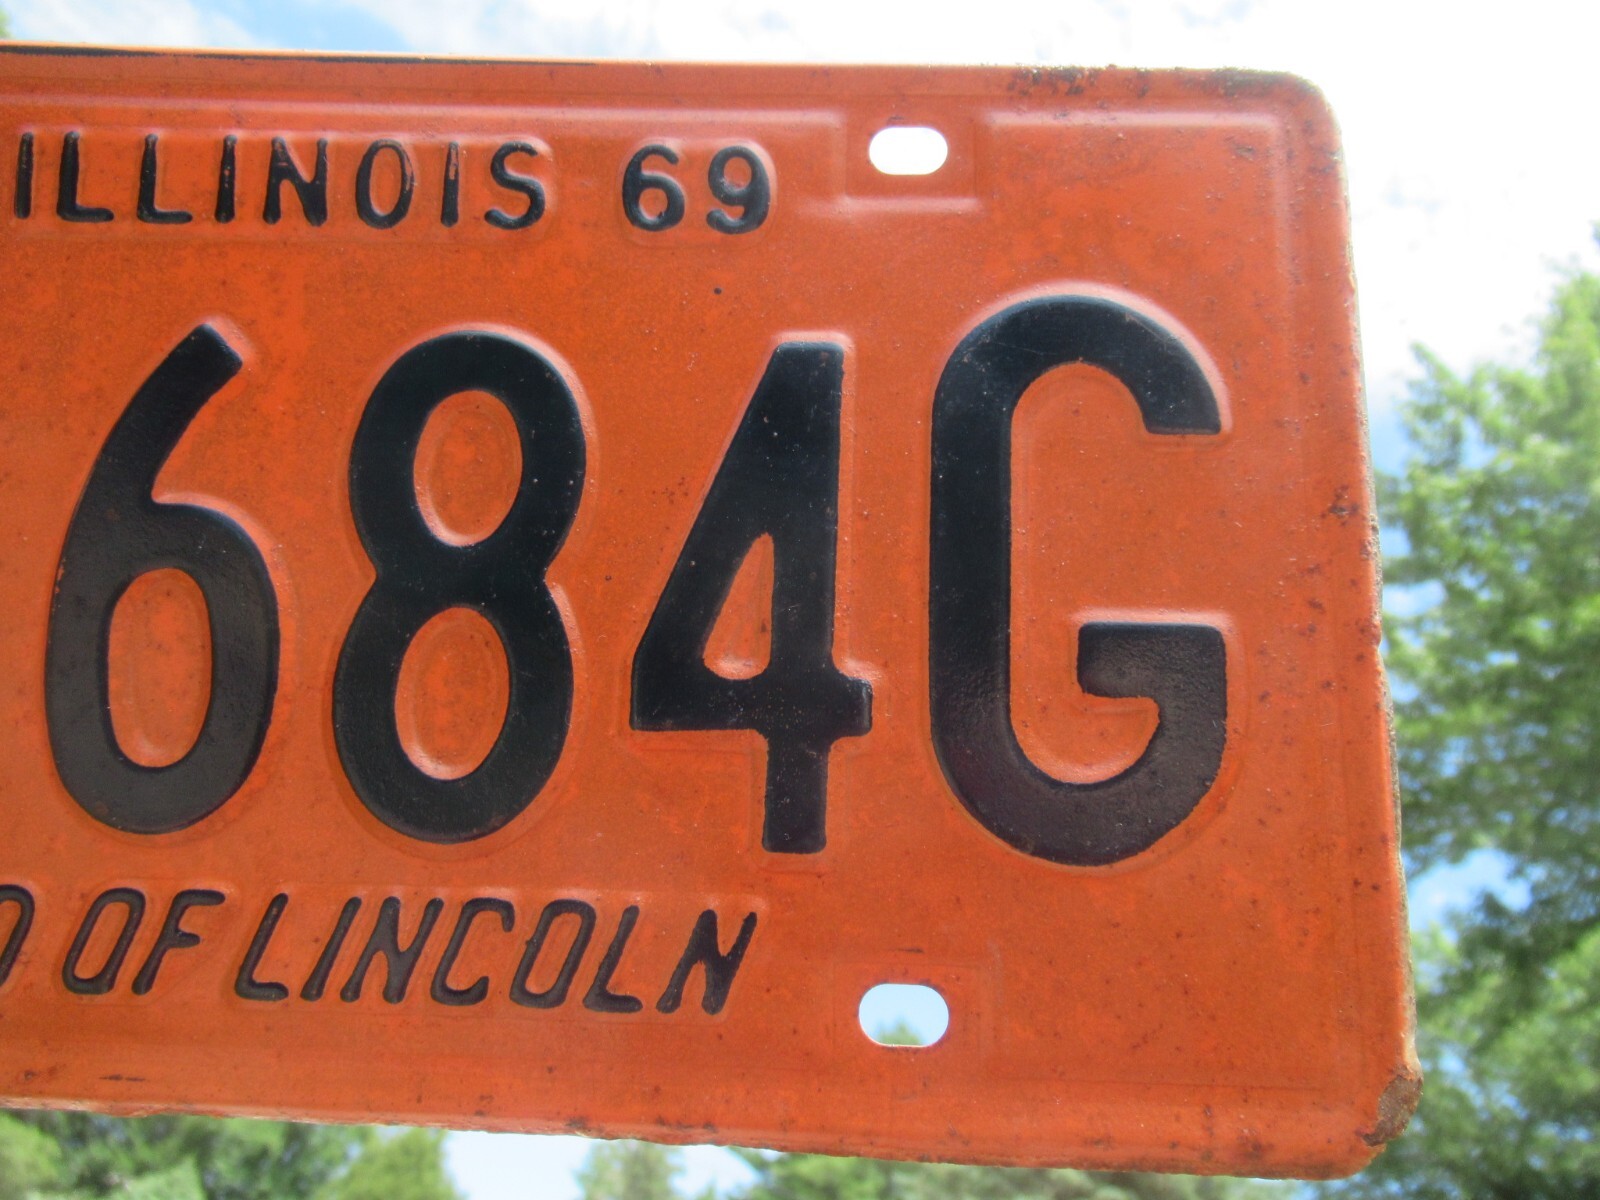 ILLINOIS 69
684G
D OF LINCOLN